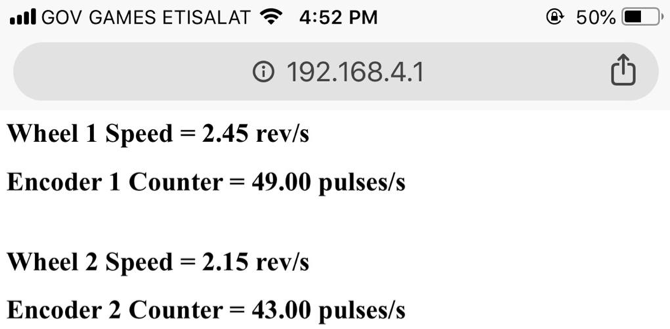 GOV GAMES ETISALAT 4:52 PM 50%
192.168.4.1
Wheel 1 Speed = 2.45 rev/s
Encoder 1 Counter = 49.00 pulses/s
Wheel 2 Speed = 2.15 rev/s
Encoder 2 Counter = 43.00 pulses/s